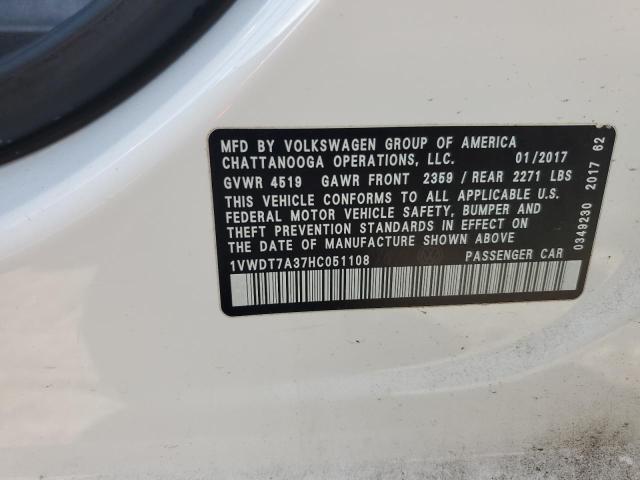 MFD BY VOLKSWAGEN GROUP OF AMERICA
CHATTANOOGA OPERATIONS, LLC. 01/2017
GVWR 4519 GAWR FRONT 2359 / REAR 2271 LBS
THIS VEHICLE CONFORMS TO ALL APPLICABLE U.S.
FEDERAL MOTOR VEHICLE SAFETY, BUMPER AND
THEFT PREVENTION STANDARDS IN EFFECT ON
THE DATE OF MANUFACTURE SHOWN ABOVE
1VWDT7A37HC051108 PASSENGER CAR
0349230 2017 62